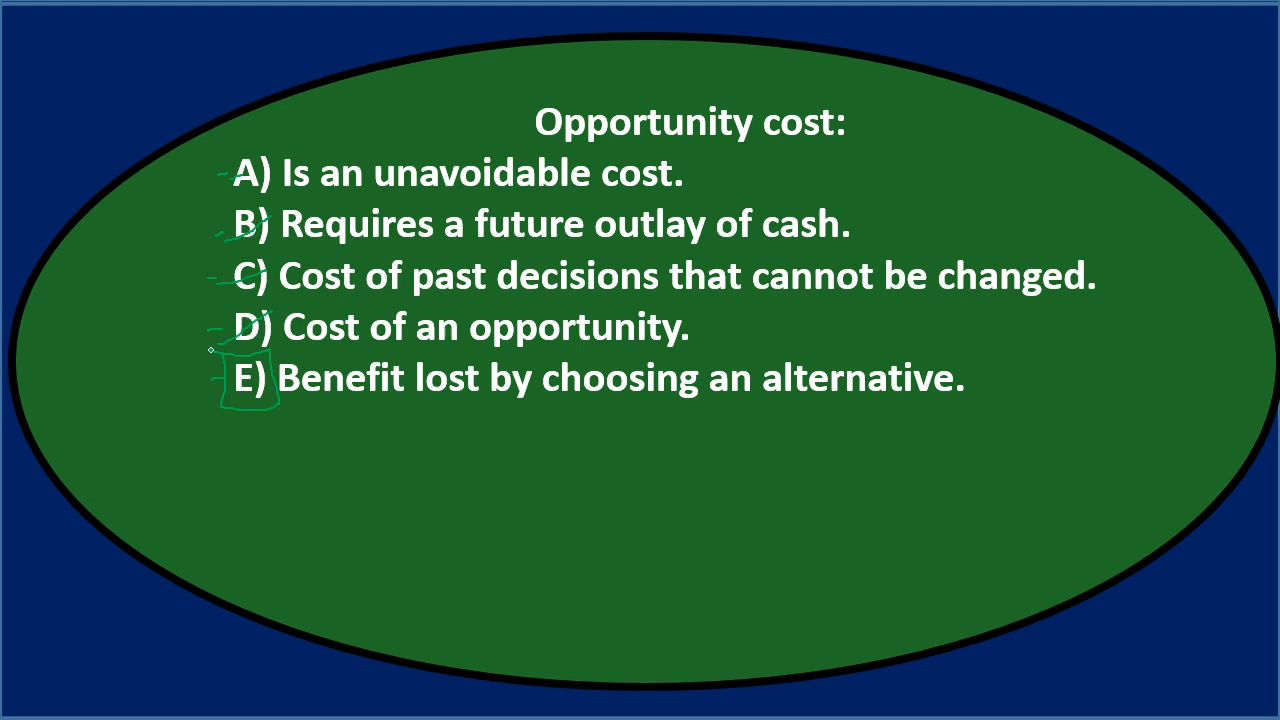 Opportunity cost:
A) Is an unavoidable cost.
B) Requires a future outlay of cash.
C) Cost of past decisions that cannot be changed.
D) Cost of an opportunity.
E) Benefit lost by choosing an alternative.